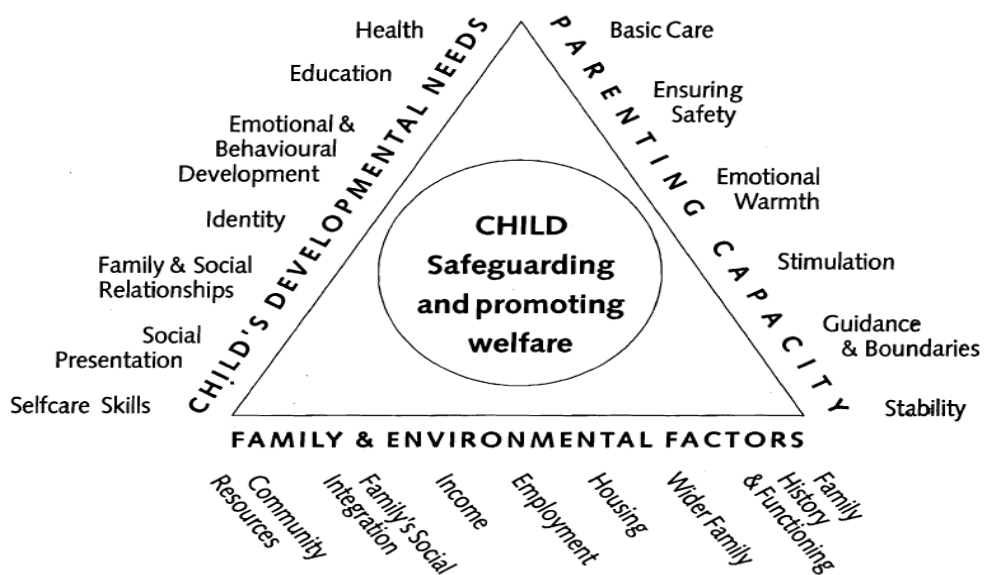 Health
Education
Emotional &
Behavioural
Development
Identity
Family & Social
Relationships
Social
Presentation
Selfcare Skills
CHILD'S DEVELOPMENTAL NEEDS
CHILD
Safeguarding
and promoting
welfare
PARENTING CAPACITY
Basic Care
Ensuring
Safety
Emotional
Warmth
Stimulation
Guidance
& Boundaries
Stability
FAMILY & ENVIRONMENTAL FACTORS
Community
Resources
Family's Social
Integration
Income
Employment
Housing
Wider Family
Family
History
& Functioning